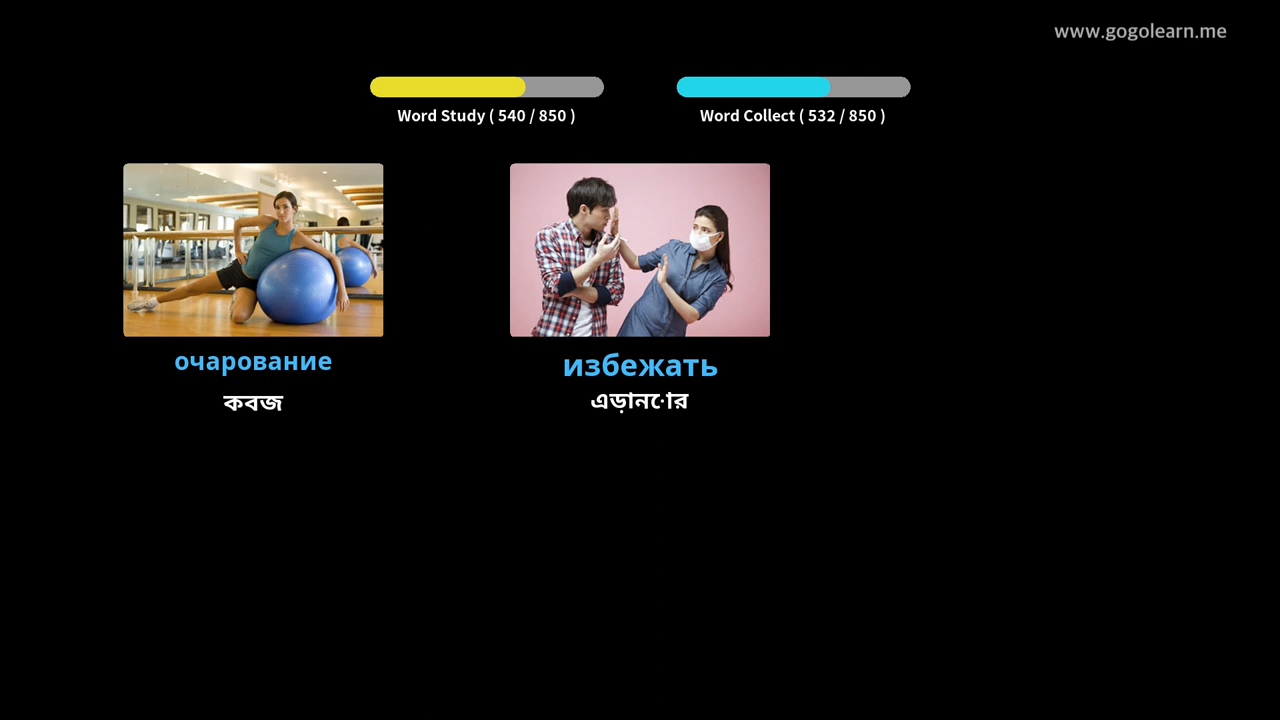 www.gogolearn.me
Word Study ( 540 / 850 )
Word Collect ( 532 / 850 )
очарование
কবজ
избежать
এড়ানো·র